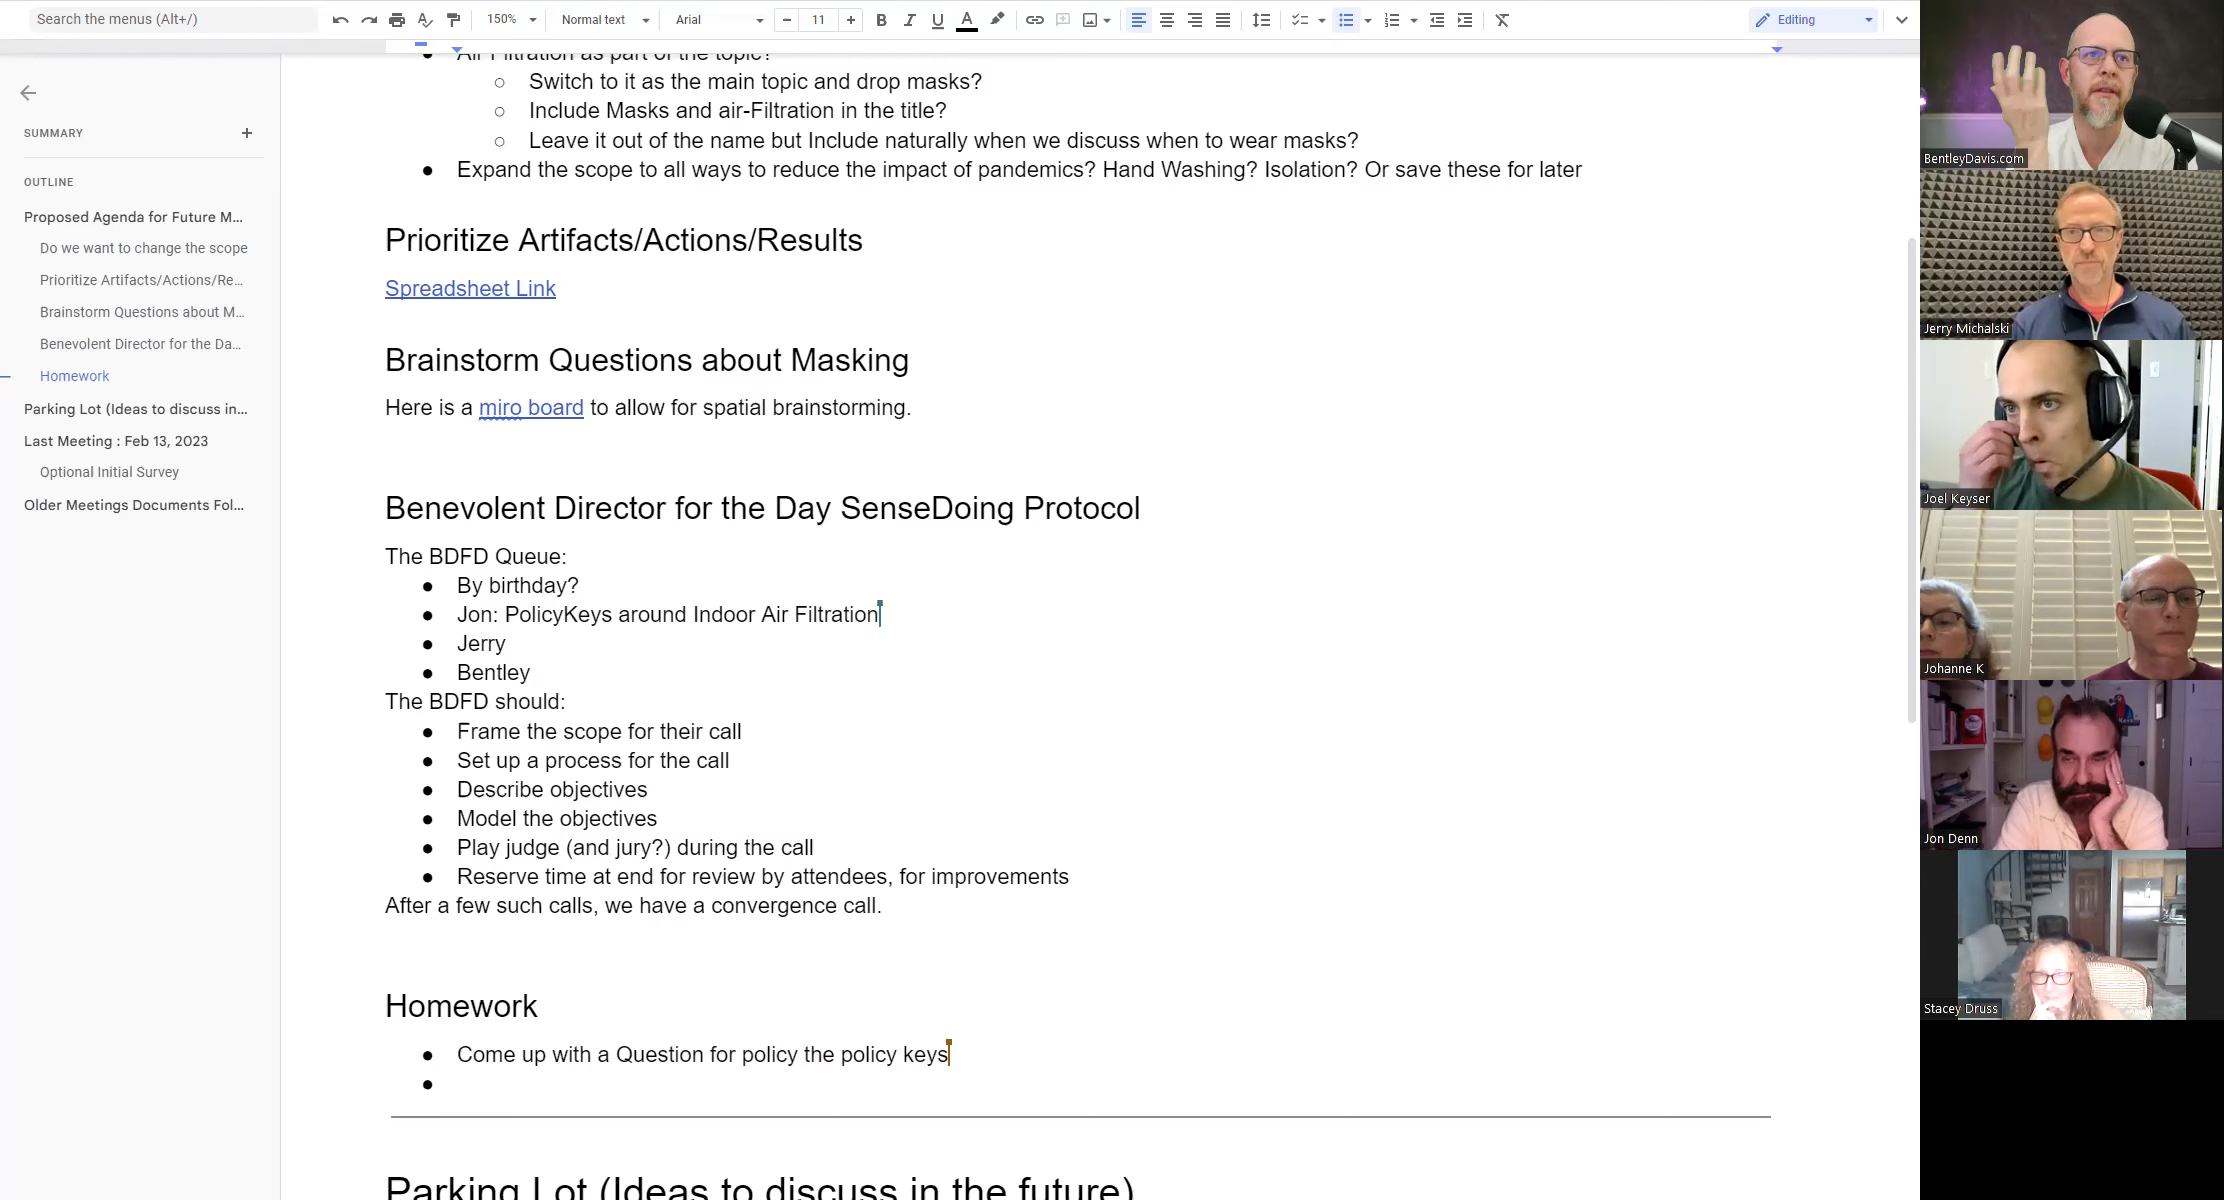 Search the menus (Alt+/)
150%
Normal text
Arial
11
Editing
SUMMARY
OUTLINE
Proposed Agenda for Future M...
Do we want to change the scope
Prioritize Artifacts/Actions/Re...
Brainstorm Questions about M...
Benevolent Director for the Da...
Homework
Parking Lot (Ideas to discuss in...
Last Meeting : Feb 13, 2023
Optional Initial Survey
Older Meetings Documents Fol...
Air Filtration as part of the topic?
Switch to it as the main topic and drop masks?
Include Masks and air-Filtration in the title?
Leave it out of the name but Include naturally when we discuss when to wear masks?
Expand the scope to all ways to reduce the impact of pandemics? Hand Washing? Isolation? Or save these for later
Prioritize Artifacts/Actions/Results
Spreadsheet Link
Brainstorm Questions about Masking
Here is a miro board to allow for spatial brainstorming.
Benevolent Director for the Day SenseDoing Protocol
The BDFD Queue:
By birthday?
Jon: PolicyKeys around Indoor Air Filtration
Jerry
Bentley
The BDFD should:
Frame the scope for their call
Set up a process for the call
Describe objectives
Model the objectives
Play judge (and jury?) during the call
Reserve time at end for review by attendees, for improvements
After a few such calls, we have a convergence call.
Homework
Come up with a Question for policy the policy keys
Parking Lot (Ideas to discuss in the future)
BentleyDavis.com
Jerry Michalski
Joel Keyser
Johanne K
Jon Denn
Stacey Druss